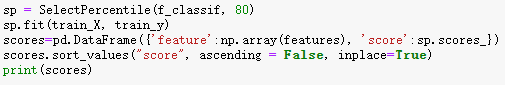 sp = SelectPercentile(f_classif, 80)
sp.fit(train_X, train_y)
scores=pd.DataFrame({'feature':np.array(features), 'score':sp.scores_})
scores.sort_values("score", ascending = False, inplace=True)
print(scores)